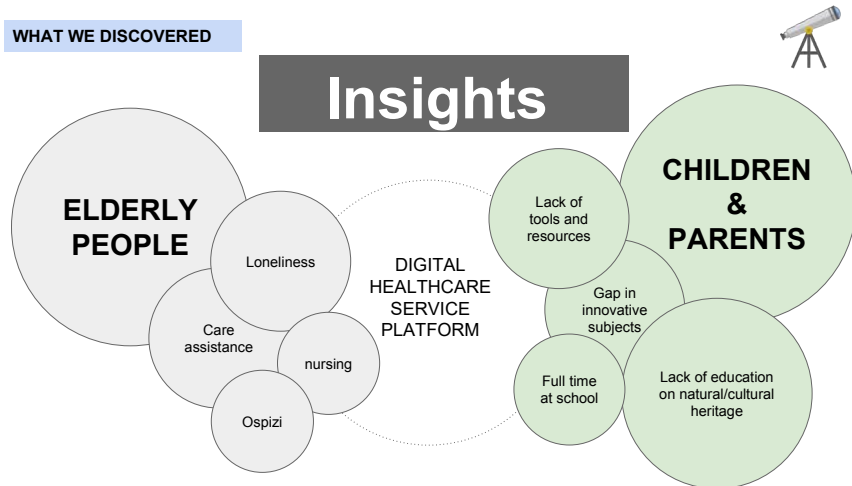 WHAT WE DISCOVERED
Insights
ELDERLY
PEOPLE
Loneliness
Care
assistance
nursing
Ospizi
DIGITAL
HEALTHCARE
SERVICE
PLATFORM
CHILDREN
&
PARENTS
Lack of
tools and
resources
Gap in
innovative
subjects
Full time
at school
Lack of education
on natural/cultural
heritage